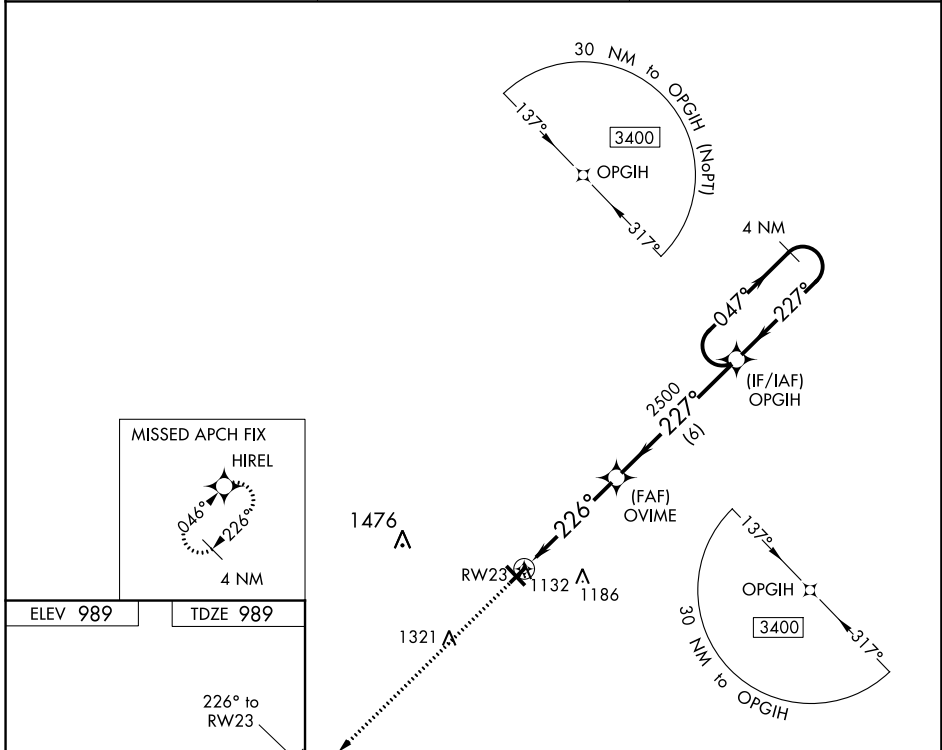 30 NM to OPGIH (NoPT)
137°
3400
OPGIH
317°
4 NM
047°
227°
(IF/IAF)
OPGIH
2500
227°
(6)
(FAF)
OVIME
226°
MISSED APCH FIX
HIREL
046°
226°
4 NM
1476
RW23
1132
1186
1321
137°
OPGIH
3400
317°
30 NM to OPGIH
ELEV 989
TDZE 989
226° to
RW23